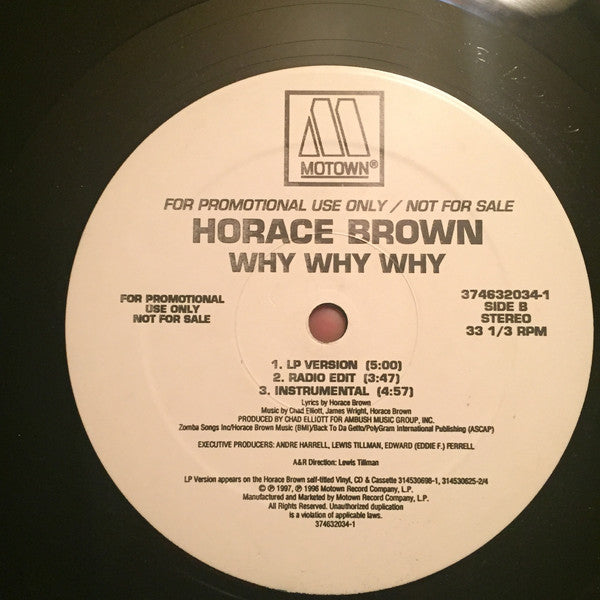 MOTOWN®
FOR PROMOTIONAL USE ONLY / NOT FOR SALE
HORACE BROWN
WHY WHY WHY
FOR PROMOTIONAL
USE ONLY
NOT FOR SALE
374632034-1
SIDE B
STEREO
33 1/3 RPM
1. LP VERSION (5:00)
2. RADIO EDIT (3:47)
3. INSTRUMENTAL (4:57)
Lyrics by Horace Brown
Music by Chad Elliott, James Wright, Horace Brown
PRODUCED BY CHAD ELLIOTT FOR AMBUSH MUSIC GROUP, INC.
Zomba Songs Inc/Horace Brown Music (BMI)/Back To Da Getto/PolyGram International Publishing (ASCAP)
EXECUTIVE PRODUCERS: ANDRE HARRELL, LEWIS TILLMAN, EDWARD (EDDIE F.) FERRELL
A&R Direction: Lewis Tillman
LP Version appears on the Horace Brown self-titled Vinyl, CD & Cassette 314530698-1, 314530625-2/4
© ℗ 1997, ℗ 1996 Motown Record Company, L.P.
Manufactured and Marketed by Motown Record Company, L.P.
All Rights Reserved. Unauthorized duplication
is a violation of applicable laws.
374632034-1